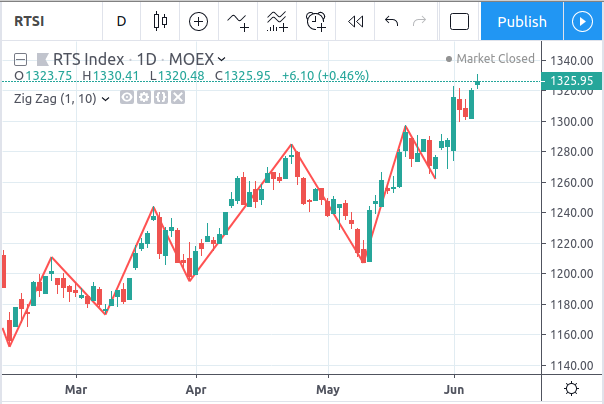 RTSI D Publish
RTS Index · 1D · MOEX
Market Closed
O1323.75 H1330.41 L1320.48 C1325.95 +6.10 (+0.46%)
Zig Zag (1, 10)
1340.00
1325.95
1320.00
1300.00
1280.00
1260.00
1240.00
1220.00
1200.00
1180.00
1160.00
1140.00
Mar Apr May Jun